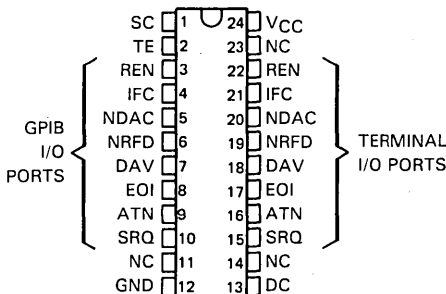 SC 1 24 VCC
TE 2 23 NC
REN 3 22 REN
IFC 4 21 IFC
NDAC 5 20 NDAC
NRFD 6 19 NRFD
DAV 7 18 DAV
EOI 8 17 EOI
ATN 9 16 ATN
SRQ 10 15 SRQ
NC 11 14 NC
GND 12 13 DC
GPIB
I/O
PORTS
TERMINAL
I/O PORTS